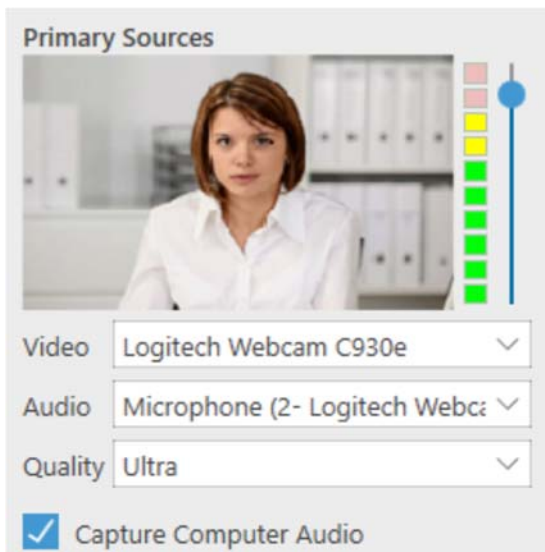 Primary Sources
Video Logitech Webcam C930e
Audio Microphone (2- Logitech Webca
Quality Ultra
Capture Computer Audio